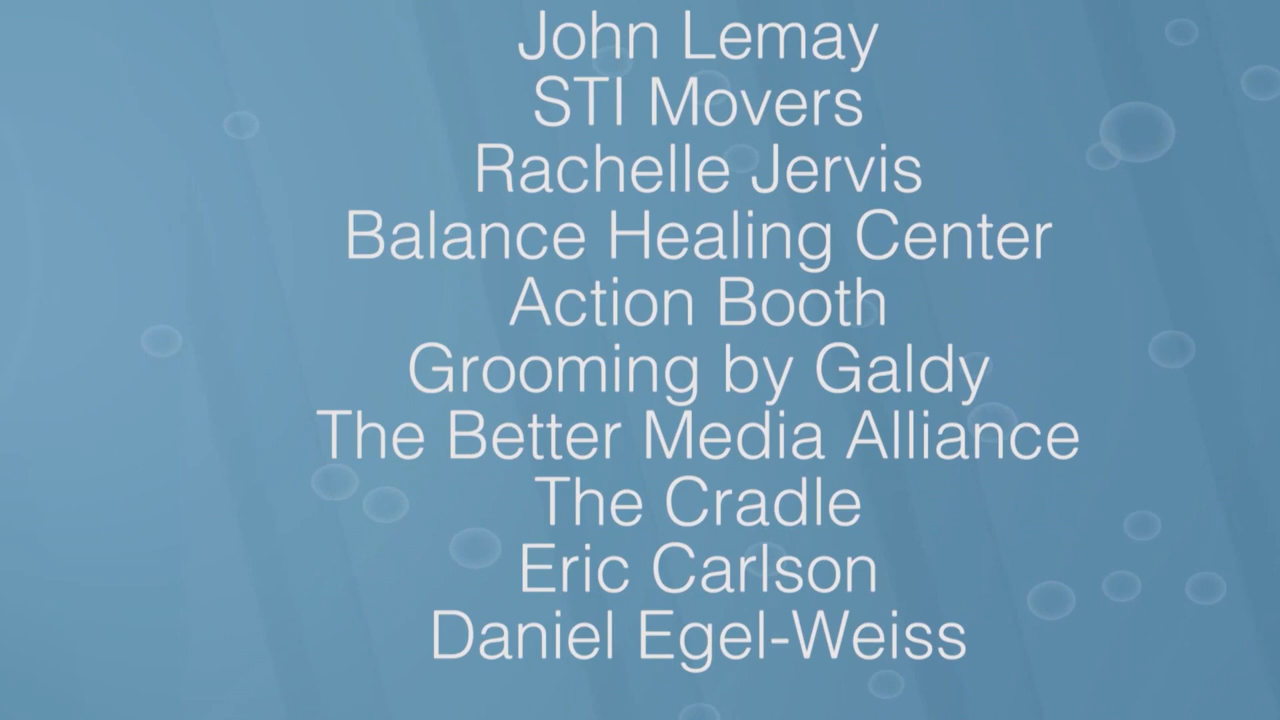 John Lemay
STI Movers
Rachelle Jervis
Balance Healing Center
Action Booth
Grooming by Galdy
The Better Media Alliance
The Cradle
Eric Carlson
Daniel Egel-Weiss